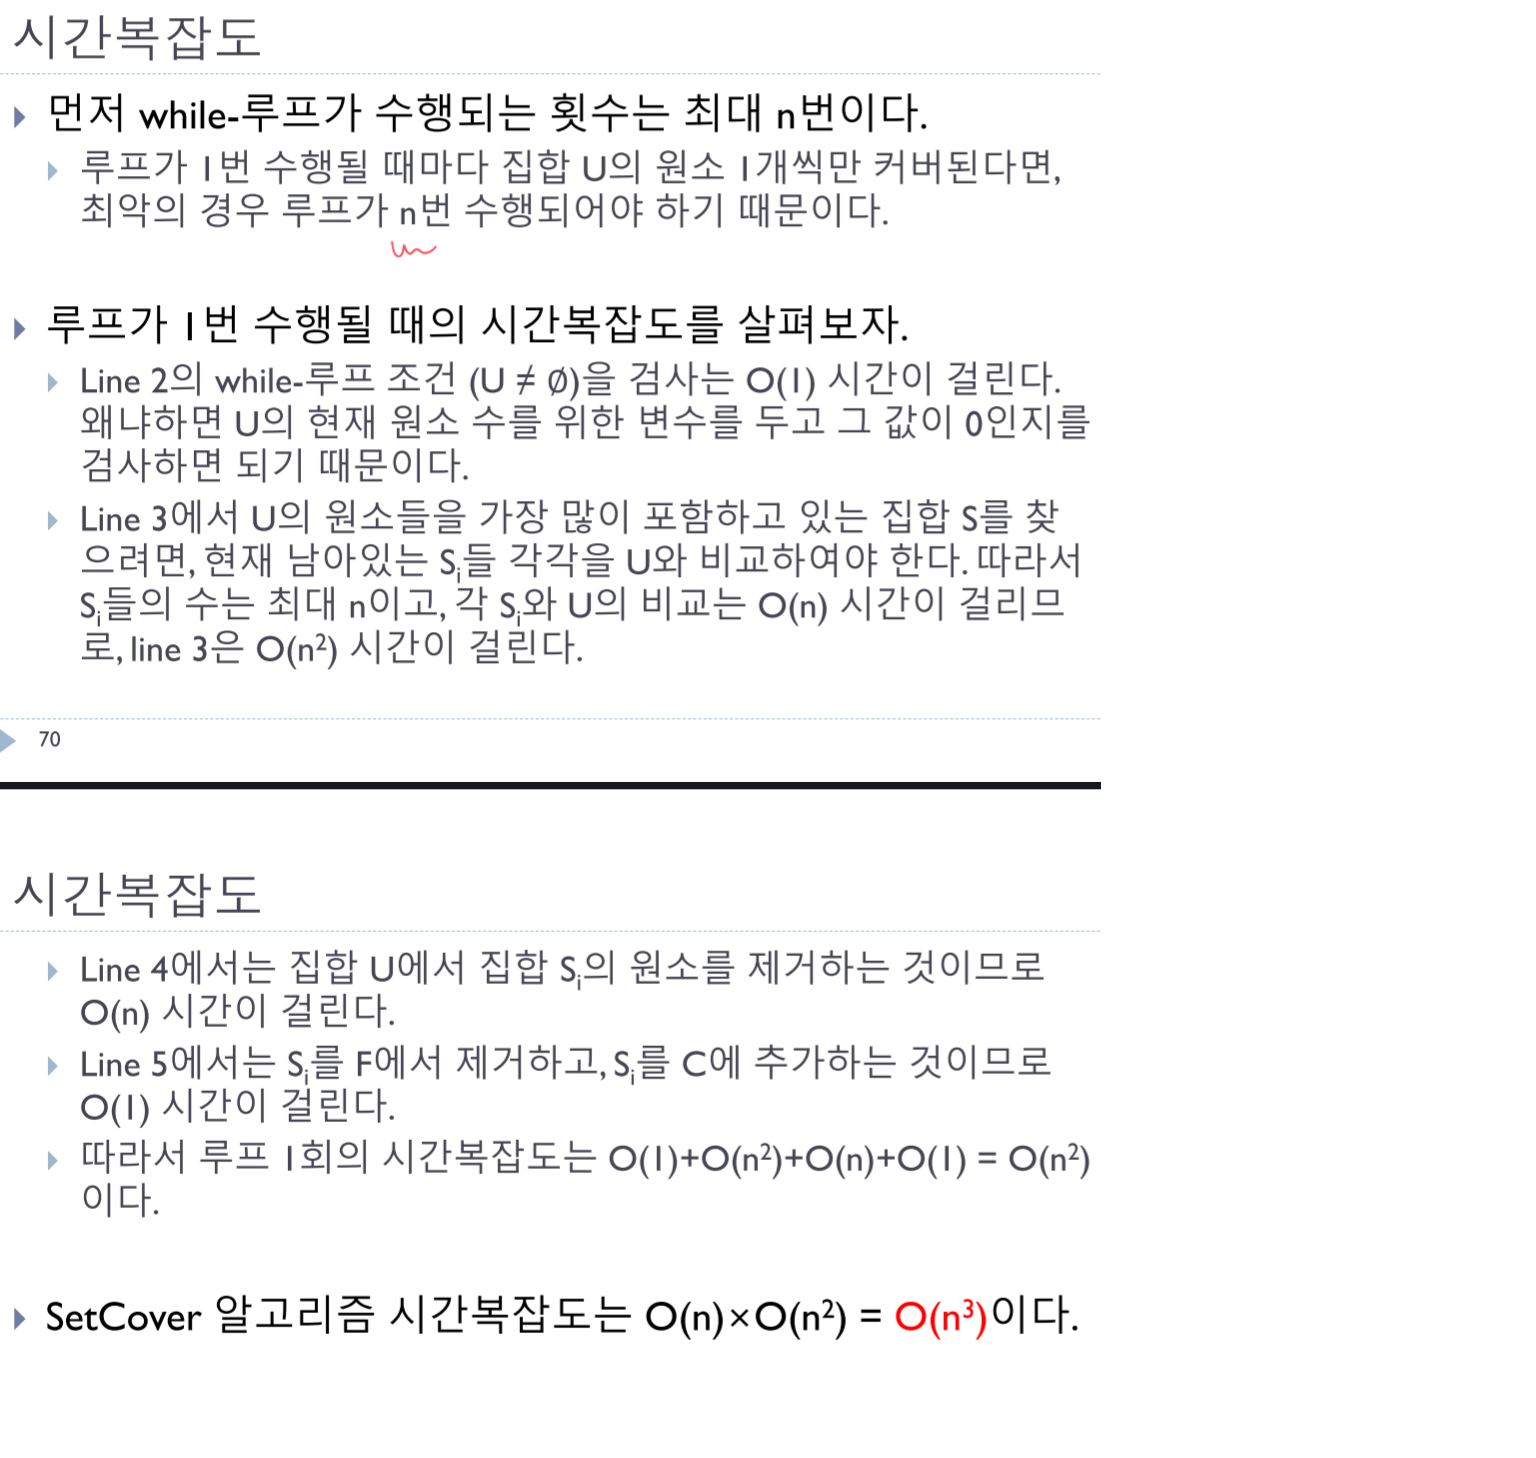 시간복잡도
먼저 while-루프가 수행되는 횟수는 최대 n번이다.
루프가 1번 수행될 때마다 집합 U의 원소 1개씩만 커버된다면,
최악의 경우 루프가 n번 수행되어야 하기 때문이다.
루프가 1번 수행될 때의 시간복잡도를 살펴보자.
Line 2의 while-루프 조건 (U ≠ ∅)을 검사는 O(1) 시간이 걸린다.
왜냐하면 U의 현재 원소 수를 위한 변수를 두고 그 값이 0인지를
검사하면 되기 때문이다.
Line 3에서 U의 원소들을 가장 많이 포함하고 있는 집합 S를 찾
으려면, 현재 남아있는 Sᵢ들 각각을 U와 비교하여야 한다. 따라서
Sᵢ들의 수는 최대 n이고, 각 Sᵢ와 U의 비교는 O(n) 시간이 걸리므
로, line 3은 O(n²) 시간이 걸린다.
70
시간복잡도
Line 4에서는 집합 U에서 집합 Sᵢ의 원소를 제거하는 것이므로
O(n) 시간이 걸린다.
Line 5에서는 Sᵢ를 F에서 제거하고, Sᵢ를 C에 추가하는 것이므로
O(1) 시간이 걸린다.
따라서 루프 1회의 시간복잡도는 O(1)+O(n²)+O(n)+O(1) = O(n²)
이다.
SetCover 알고리즘 시간복잡도는 O(n)×O(n²) = O(n³)이다.